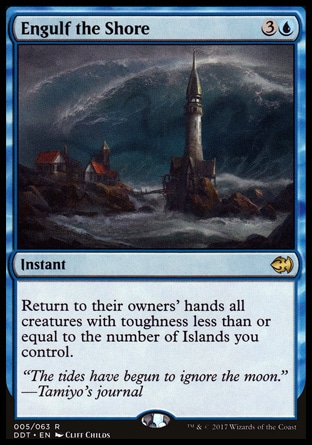 Engulf the Shore 3
Instant
Return to their owners' hands all
creatures with toughness less than or
equal to the number of Islands you
control.
"The tides have begun to ignore the moon."
—Tamiyo's journal
005/063 R
DDT • EN Cliff Childs
™ & © 2017 Wizards of the Coast